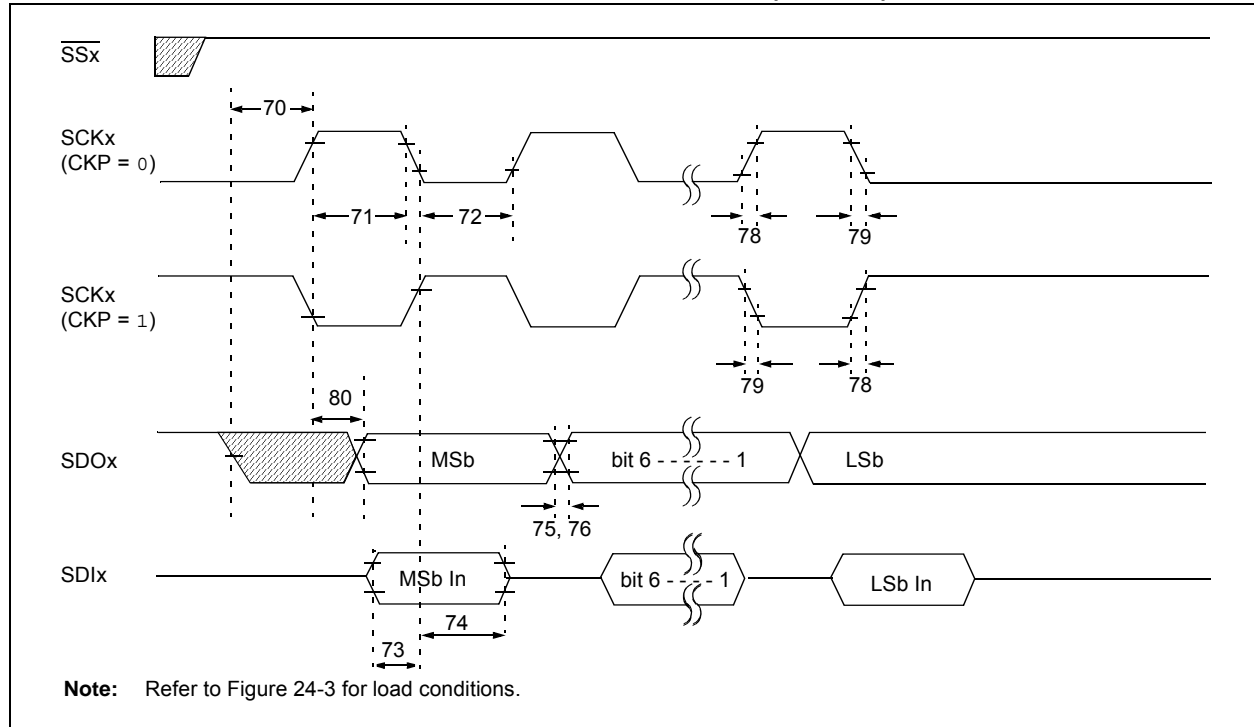 SSx
70
SCKx
(CKP = 0)
71
72
78
79
SCKx
(CKP = 1)
79
78
80
SDOx
MSb
bit 6 - - - - - - 1
LSb
75, 76
SDIx
MSb In
bit 6 - - - - 1
LSb In
74
73
Note: Refer to Figure 24-3 for load conditions.